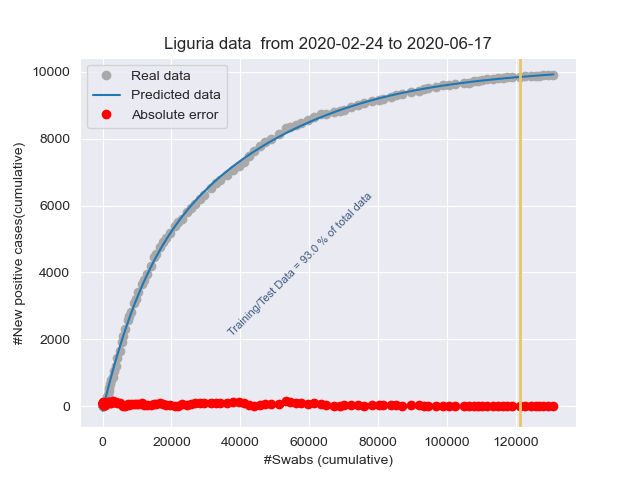 Liguria data  from 2020-02-24 to 2020-06-17
Real data
Predicted data
Absolute error
#New positive cases(cumulative)
10000
8000
6000
4000
2000
0
Training/Test Data = 93.0 % of total data
0 20000 40000 60000 80000 100000 120000
#Swabs (cumulative)